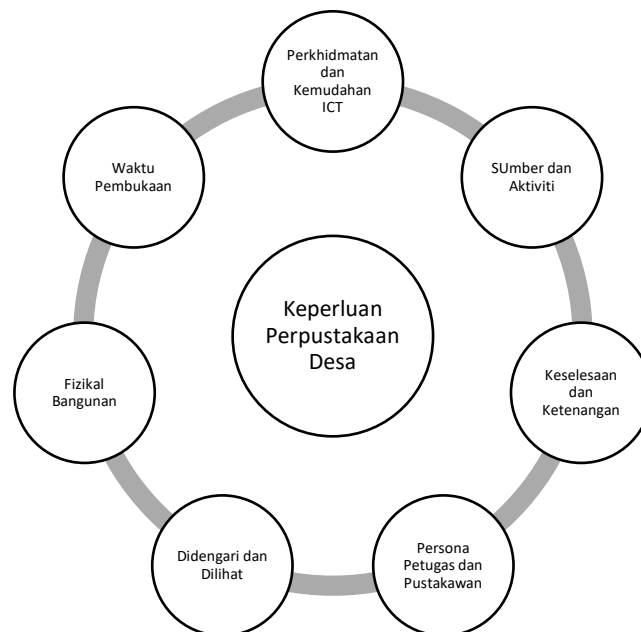 Perkhidmatan
dan
Kemudahan
ICT
SUmber dan
Aktiviti
Keselesaan
dan
Ketenangan
Persona
Petugas dan
Pustakawan
Didengari dan
Dilihat
Fizikal
Bangunan
Waktu
Pembukaan
Keperluan
Perpustakaan
Desa